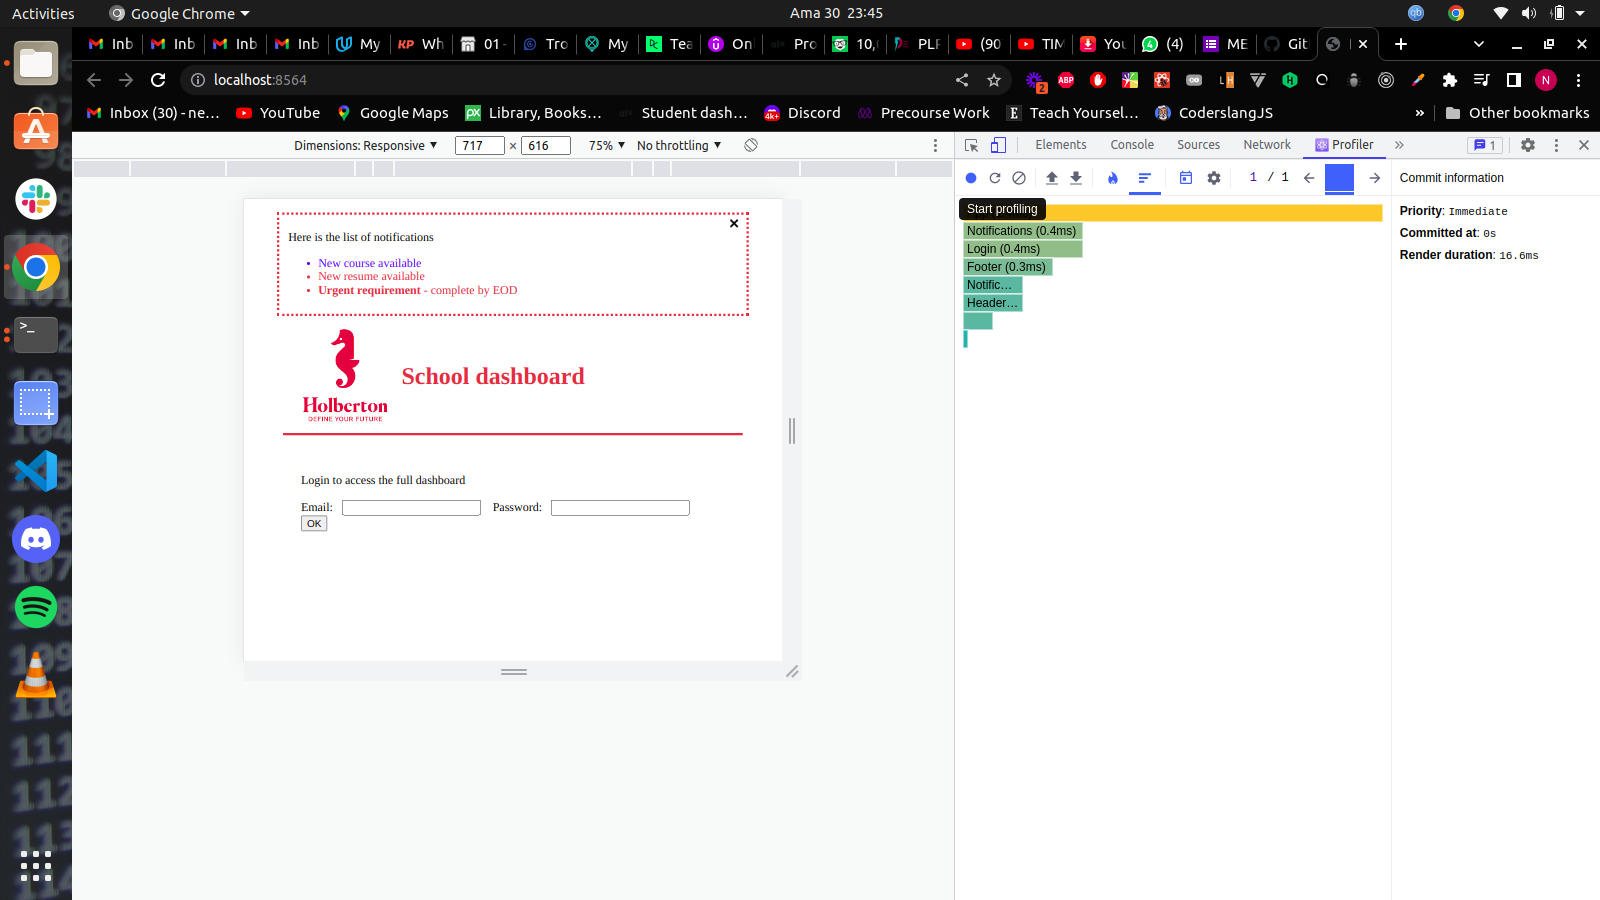 Activities
Google Chrome
Ama 30 23:45
Inb
Inb
Inb
Inb
My
Wh
01-
Tro
My
Tea
On
Pro
10,
PLF
(90
TIM
You
(4)
ME
Git
localhost:8564
2
N
Inbox (30) - ne...
YouTube
Google Maps
Library, Books...
Student dash...
Discord
Precourse Work
Teach Yoursel...
CoderslangJS
»
Other bookmarks
Dimensions: Responsive
717 × 616
75%
No throttling
Elements
Console
Sources
Network
Profiler
»
1
1 / 1
Commit information
Start profiling
Notifications (0.4ms)
Login (0.4ms)
Footer (0.3ms)
Notific...
Header...
Priority: Immediate
Committed at: 0s
Render duration: 16.6ms
Here is the list of notifications
New course available
New resume available
Urgent requirement - complete by EOD
Holberton
DEFINE YOUR FUTURE
School dashboard
Login to access the full dashboard
Email:
Password:
OK